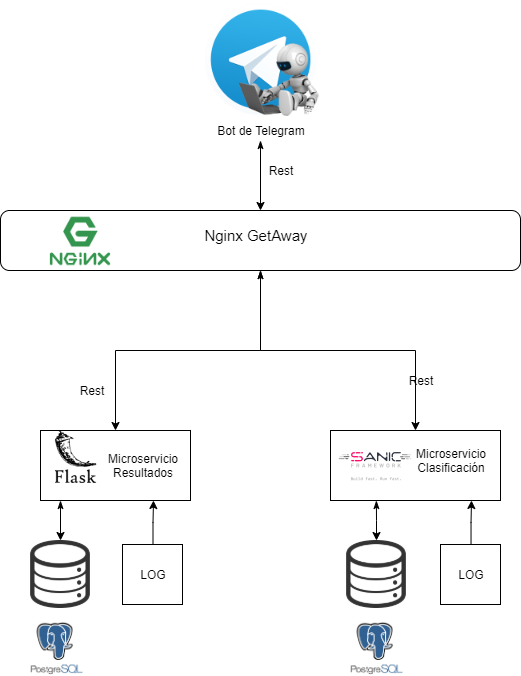 Bot de Telegram
Rest
Nginx GetAway
NGiNX
Rest
Rest
Flask
Microservicio
Resultados
SANIC
FRAMEWORK
Build Fast. Run Fast.
Microservicio
Clasificación
LOG
LOG
PostgreSQL
PostgreSQL